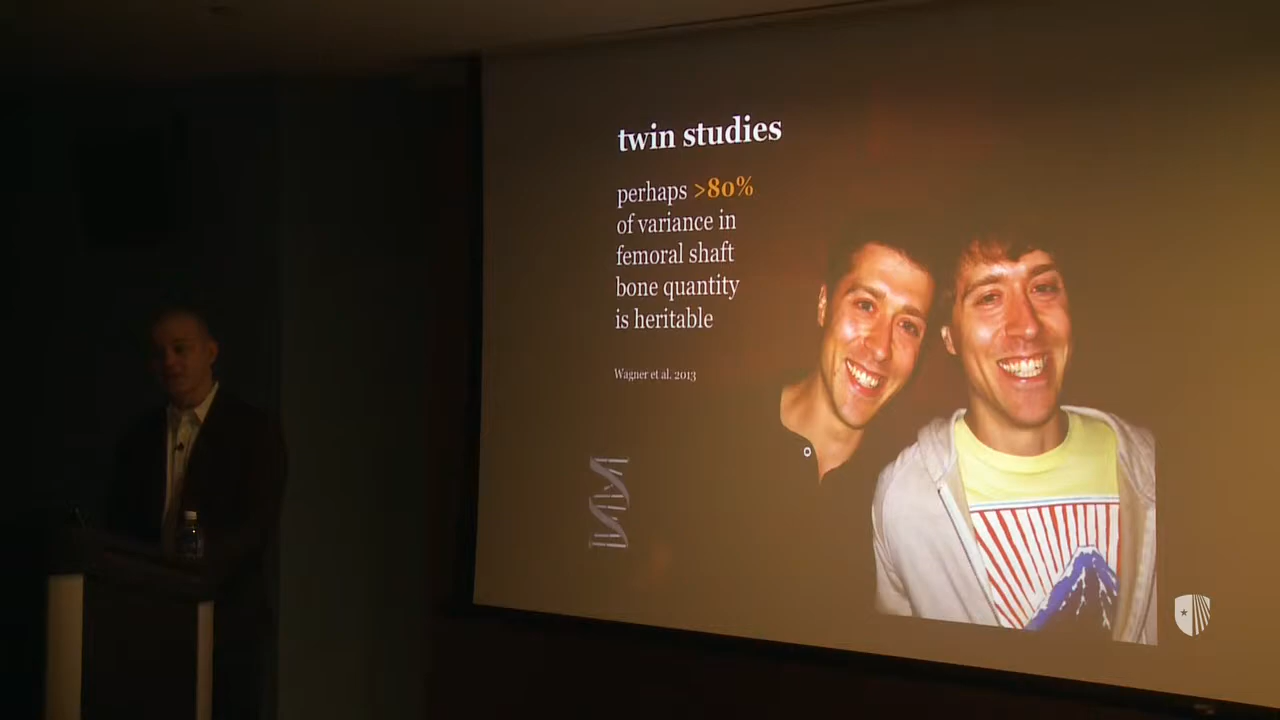 twin studies
perhaps >80%
of variance in
femoral shaft
bone quantity
is heritable
Wagner et al. 2013